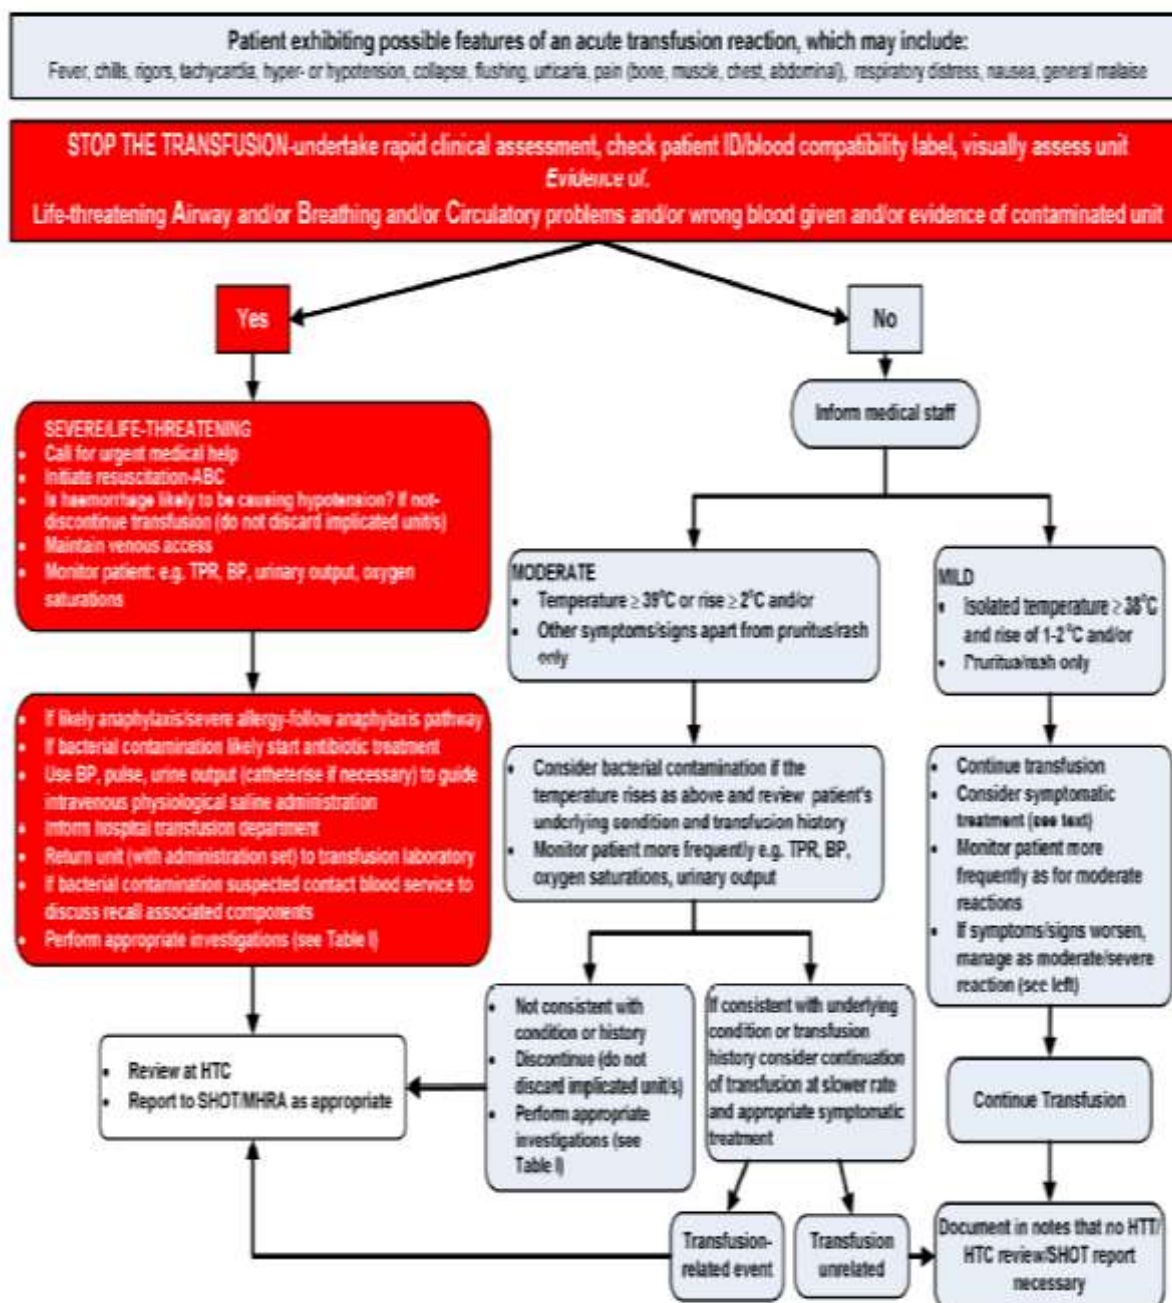 Patient exhibiting possible features of an acute transfusion reaction, which may include:
Fever, chills, rigors, tachycardia, hyper- or hypotension, collapse, flushing, urticaria, pain (bone, muscle, chest, abdominal), respiratory distress, nausea, general malaise
STOP THE TRANSFUSION-undertake rapid clinical assessment, check patient ID/blood compatibility label, visually assess unit
Evidence of:
Life-threatening Airway and/or Breathing and/or Circulatory problems and/or wrong blood given and/or evidence of contaminated unit
Yes
No
SEVERE/LIFE-THREATENING
• Call for urgent medical help
• Initiate resuscitation-ABC
• Is haemorrhage likely to be causing hypotension? If not-
discontinue transfusion (do not discard implicated unit/s)
• Maintain venous access
• Monitor patient: e.g. TPR, BP, urinary output, oxygen
saturations
Inform medical staff
MODERATE
• Temperature ≥ 39°C or rise ≥ 2°C and/or
• Other symptoms/signs apart from pruritus/rash
only
MILD
• Isolated temperature ≥ 38°C
and rise of 1-2°C and/or
• Pruritus/rash only
• If likely anaphylaxis/severe allergy-follow anaphylaxis pathway
• If bacterial contamination likely start antibiotic treatment
• Use BP, pulse, urine output (catheterise if necessary) to guide
intravenous physiological saline administration
• Inform hospital transfusion department
• Return unit (with administration set) to transfusion laboratory
• If bacterial contamination suspected contact blood service to
discuss recall associated components
• Perform appropriate investigations (see Table I)
• Consider bacterial contamination if the
temperature rises as above and review patient's
underlying condition and transfusion history
• Monitor patient more frequently e.g. TPR, BP,
oxygen saturations, urinary output
• Continue transfusion
• Consider symptomatic
treatment (see text)
• Monitor patient more
frequently as for moderate
reactions
• If symptoms/signs worsen,
manage as moderate/severe
reaction (see left)
• Not consistent with
condition or history
• Discontinue (do not
discard implicated unit/s)
• Perform appropriate
investigations (see
Table I)
If consistent with underlying
condition or transfusion
history consider continuation
of transfusion at slower rate
and appropriate symptomatic
treatment
• Review at HTC
• Report to SHOT/MHRA as appropriate
Continue Transfusion
Transfusion-
related event
Transfusion
unrelated
Document in notes that no HTT/
HTC review/SHOT report
necessary